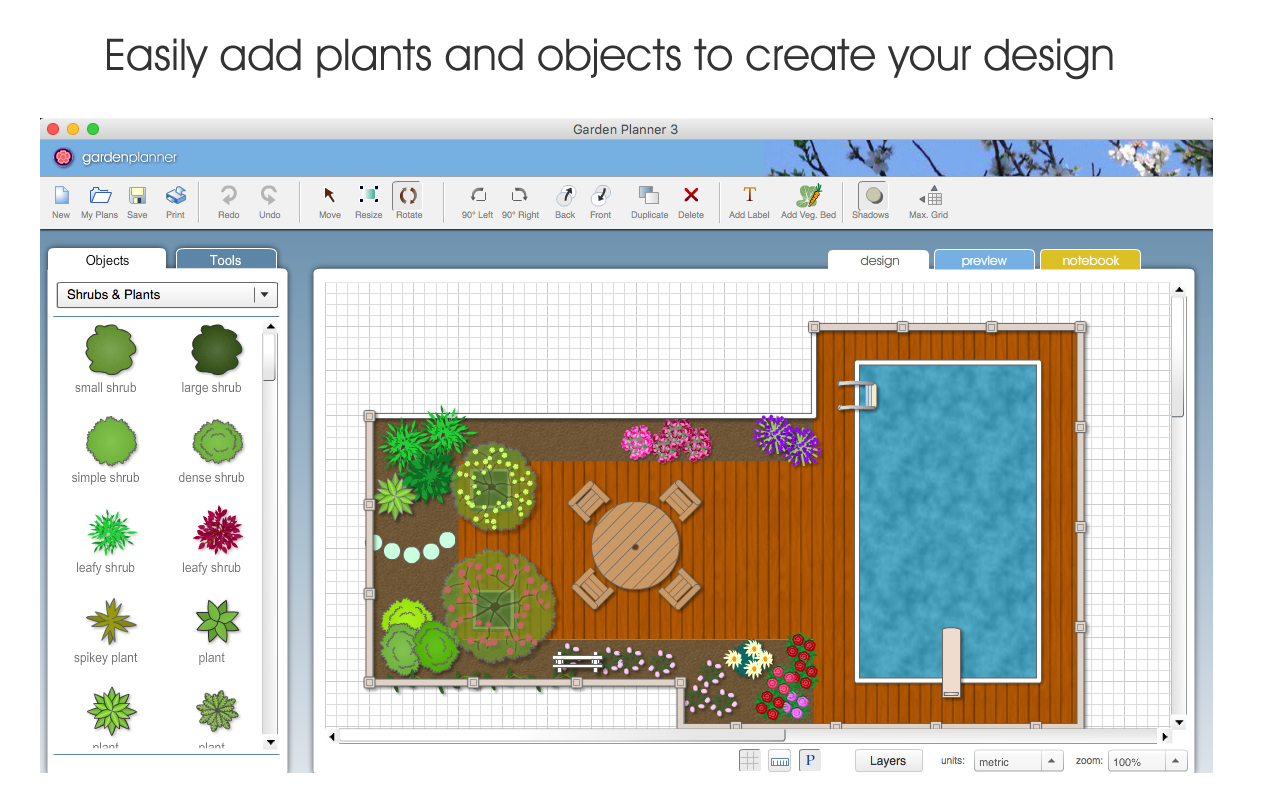 Easily add plants and objects to create your design
Garden Planner 3
gardenplanner
New My Plans Save Print Redo Undo Move Resize Rotate 90° Left 90° Right Back Front Duplicate Delete Add Label Add Veg. Bed Shadows Max. Grid
Objects Tools
design preview notebook
Shrubs & Plants
small shrub large shrub
simple shrub dense shrub
leafy shrub leafy shrub
spikey plant plant
plant plant
P Layers units: metric zoom: 100%